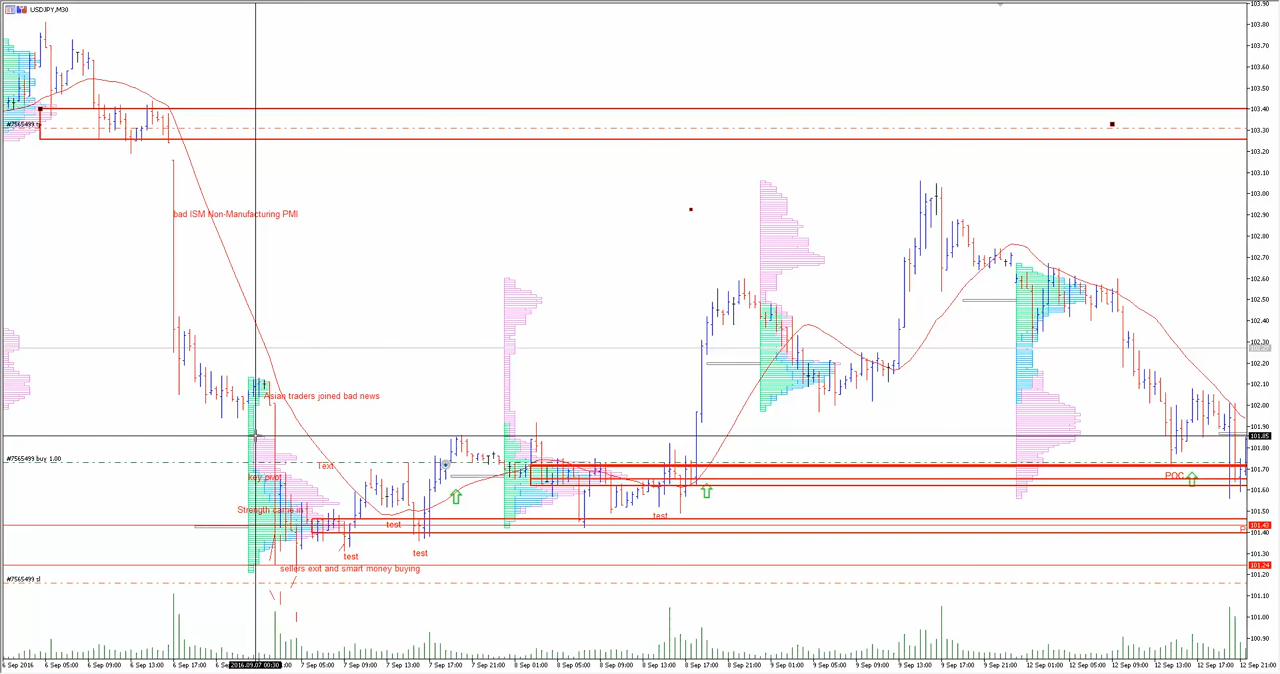 USDJPY,M30
103.90
103.80
103.70
103.60
103.50
103.40
103.30
103.20
103.10
103.00
102.90
102.80
102.70
102.60
102.50
102.40
102.30
102.20
102.10
102.00
101.90
101.85
101.80
101.70
101.60
101.50
101.43
101.40
101.30
101.24
101.20
101.10
101.00
100.90
bad ISM Non-Manufacturing PMI
Asian traders joined bad news
#7565499 buy 1.00
Text
key pivot
POC
Strength came in
test
test
test
test
sellers exit and smart money buying
#7565499 sl
6 Sep 2016
6 Sep 05:00
6 Sep 09:00
6 Sep 13:00
6 Sep 17:00
2016.09.07 00:30
7 Sep 05:00
7 Sep 09:00
7 Sep 13:00
7 Sep 17:00
7 Sep 21:00
8 Sep 01:00
8 Sep 05:00
8 Sep 09:00
8 Sep 13:00
8 Sep 17:00
8 Sep 21:00
9 Sep 01:00
9 Sep 05:00
9 Sep 09:00
9 Sep 13:00
9 Sep 17:00
9 Sep 21:00
12 Sep 01:00
12 Sep 05:00
12 Sep 09:00
12 Sep 13:00
12 Sep 17:00
12 Sep 21:00